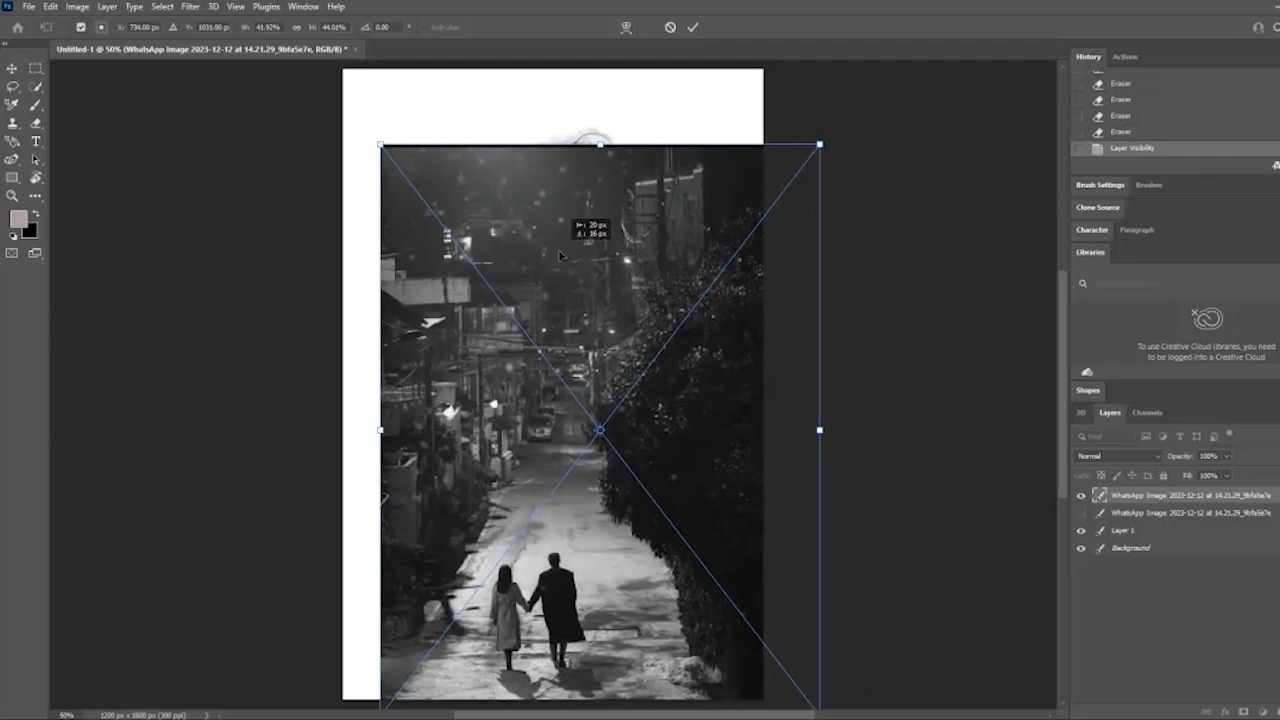 Ps File Edit Image Layer Type Select Filter 3D View Plugins Window Help
X: 734.00 px Y: 1031.00 px W: 41.92% H: 44.01% 0.00 °
Untitled-1 @ 50% (WhatsApp Image 2023-12-12 at 14.21.29_9bfa5e7e, RGB/8) *
History Actions
Eraser
Eraser
Eraser
Eraser
Layer Visibility
Brush Settings Brushes
Clone Source
Character Paragraph
Libraries
To use Creative Cloud libraries, you need
to be logged into a Creative Cloud
Shapes
3D Layers Channels
Kind
Normal Opacity: 100%
Lock: Fill: 100%
WhatsApp Image 2023-12-12 at 14.21.29_9bfa5e7e
WhatsApp Image 2023-12-12 at 14.21.29_9bfa5e7e
Layer 1
Background
20 px
16 px
50% 1200 px x 1800 px (300 ppi)